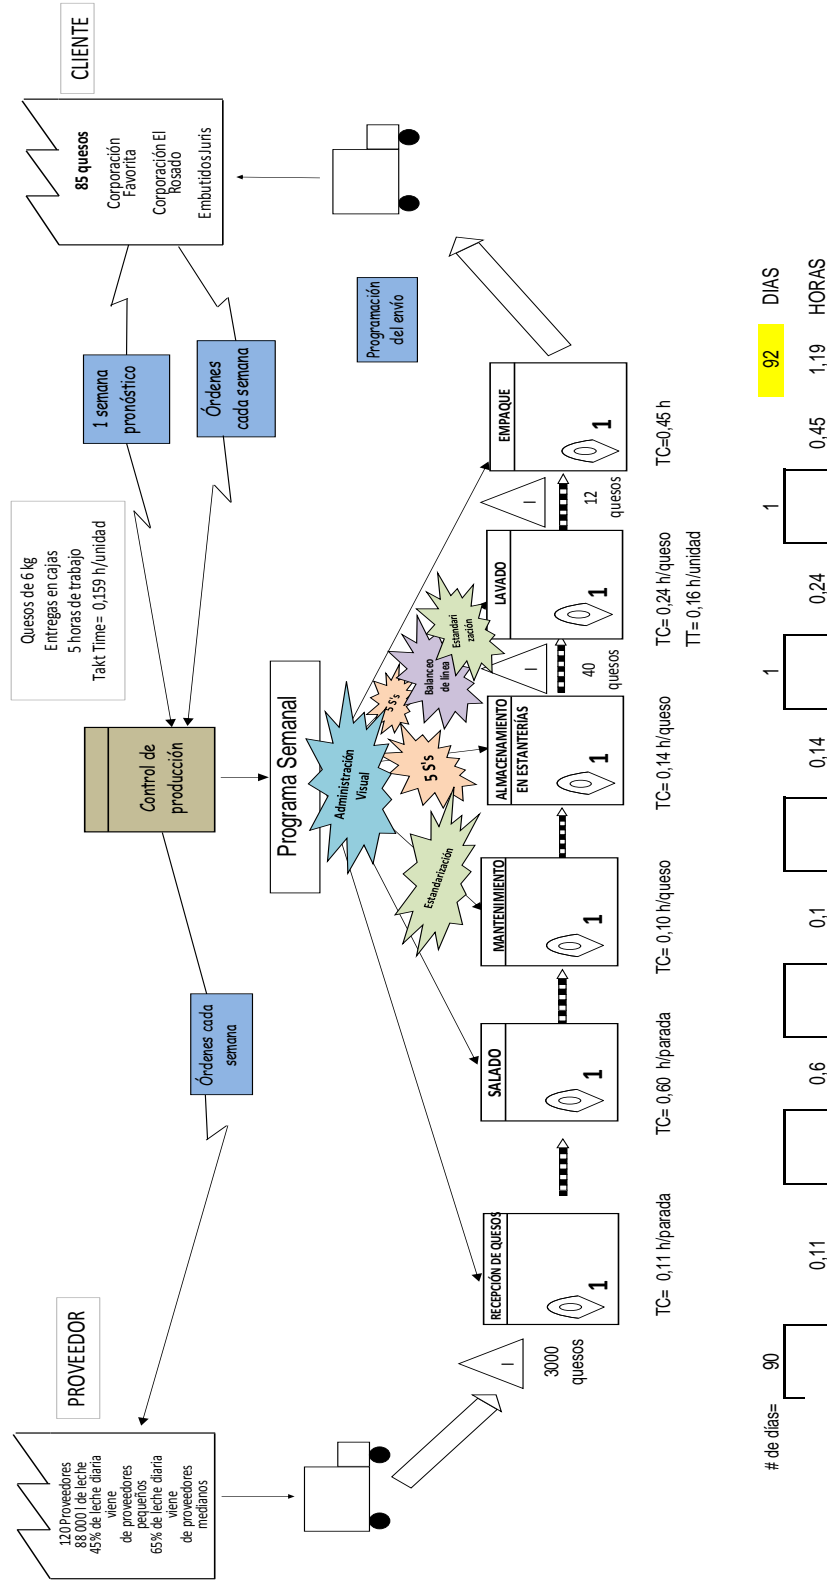 PROVEEDOR
120 Proveedores
88 000 l de leche
45% de leche diaria
viene
de proveedores
pequeños
65% de leche diaria
viene
de proveedores
medianos
Órdenes cada
semana
Control de
producción
Quesos de 6 kg
Entregas en cajas
5 horas de trabajo
Takt Time= 0,159 h/unidad
1 semana
pronóstico
Órdenes
cada semana
CLIENTE
85 quesos
Corporación
Favorita
Corporación El
Rosado
EmbutidosJuris
Programa Semanal
Programación
del envío
Administración
Visual
Estandarización
5 S's
5 S's
Balanceo
de línea
Estandari
zación
I
3000
quesos
RECEPCIÓN DE QUESOS
1
TC= 0,11 h/parada
SALADO
1
TC= 0,60 h/parada
MANTENIMIENTO
1
TC= 0,10 h/queso
ALMACENAMIENTO
EN ESTANTERÍAS
1
TC= 0,14 h/queso
I
40
quesos
LAVADO
1
TC= 0,24 h/queso
TT= 0,16 h/unidad
I
12
quesos
EMPAQUE
1
TC=0,45 h
# de días= 90 1 1 92 DIAS
0,11 0,6 0,1 0,14 0,24 0,45 1,19 HORAS